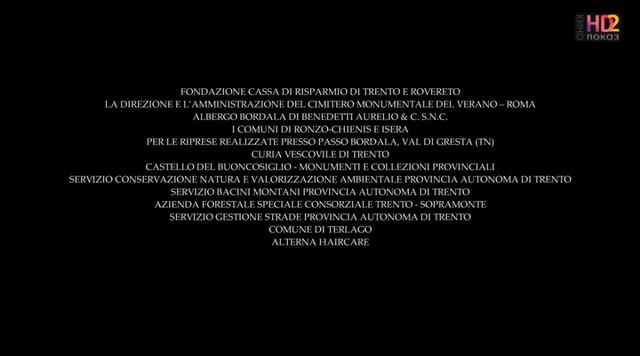 КИНО HD2
показ
FONDAZIONE CASSA DI RISPARMIO DI TRENTO E ROVERETO
LA DIREZIONE E L'AMMINISTRAZIONE DEL CIMITERO MONUMENTALE DEL VERANO – ROMA
ALBERGO BORDALA DI BENEDETTI AURELIO & C. S.N.C.
I COMUNI DI RONZO-CHIENIS E ISERA
PER LE RIPRESE REALIZZATE PRESSO PASSO BORDALA, VAL DI GRESTA (TN)
CURIA VESCOVILE DI TRENTO
CASTELLO DEL BUONCOSIGLIO - MONUMENTI E COLLEZIONI PROVINCIALI
SERVIZIO CONSERVAZIONE NATURA E VALORIZZAZIONE AMBIENTALE PROVINCIA AUTONOMA DI TRENTO
SERVIZIO BACINI MONTANI PROVINCIA AUTONOMA DI TRENTO
AZIENDA FORESTALE SPECIALE CONSORZIALE TRENTO - SOPRAMONTE
SERVIZIO GESTIONE STRADE PROVINCIA AUTONOMA DI TRENTO
COMUNE DI TERLAGO
ALTERNA HAIRCARE